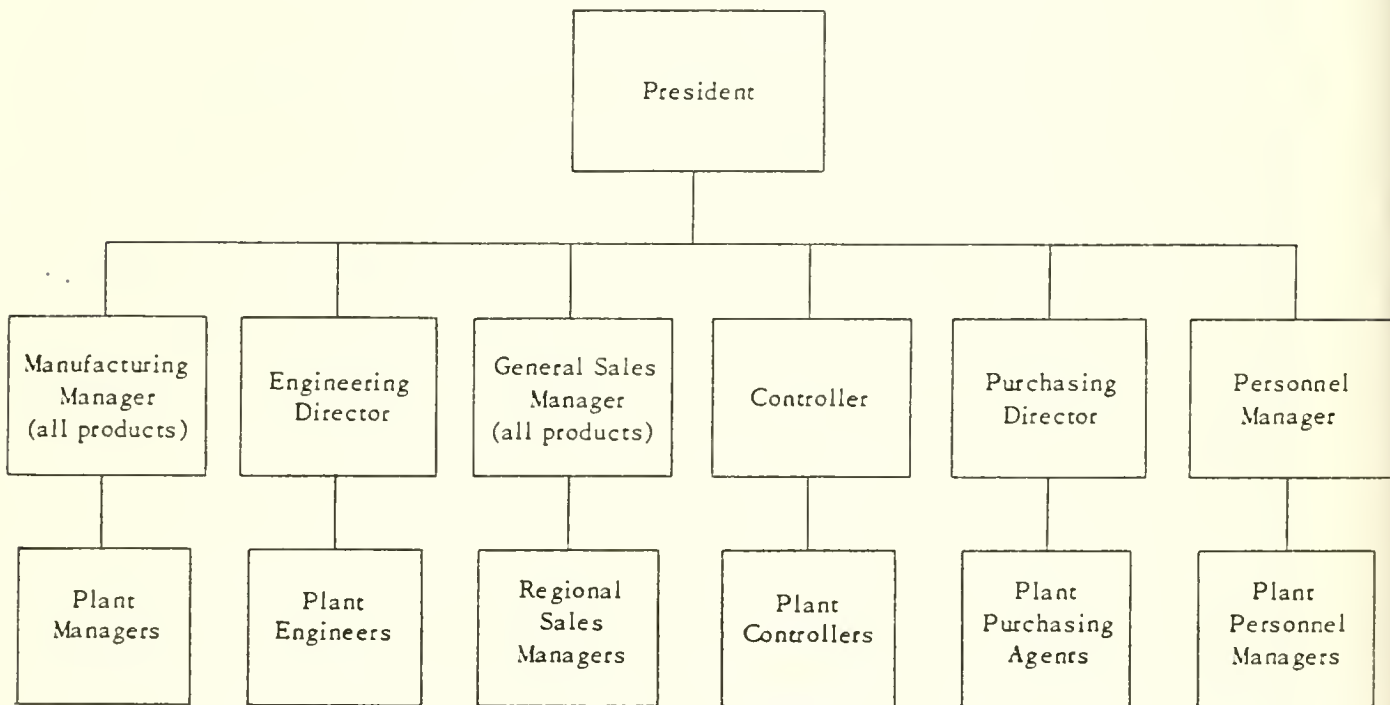 President
Manufacturing
Manager
(all products)
Engineering
Director
General Sales
Manager
(all products)
Controller
Purchasing
Director
Personnel
Manager
Plant
Managers
Plant
Engineers
Regional
Sales
Managers
Plant
Controllers
Plant
Purchasing
Agents
Plant
Personnel
Managers